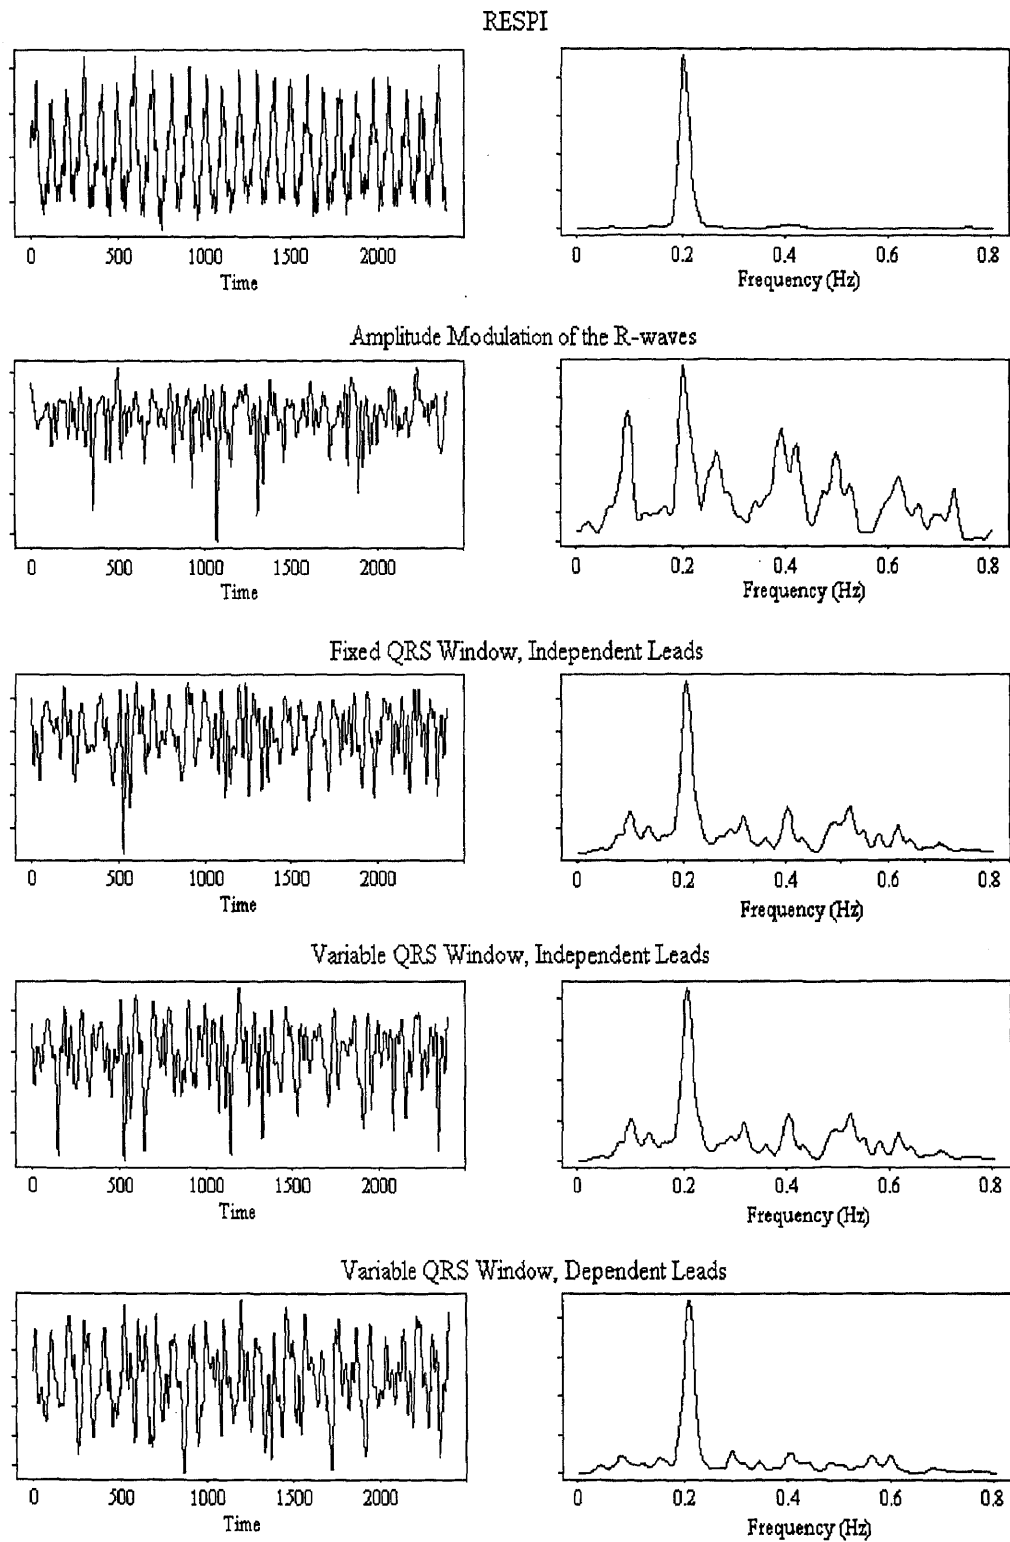 RESPI
0 500 1000 1500 2000
Time
0 0.2 0.4 0.6 0.8
Frequency (Hz)
Amplitude Modulation of the R-waves
0 500 1000 1500 2000
Time
0 0.2 0.4 0.6 0.8
Frequency (Hz)
Fixed QRS Window, Independent Leads
0 500 1000 1500 2000
Time
0 0.2 0.4 0.6 0.8
Frequency (Hz)
Variable QRS Window, Independent Leads
0 500 1000 1500 2000
Time
0 0.2 0.4 0.6 0.8
Frequency (Hz)
Variable QRS Window, Dependent Leads
0 500 1000 1500 2000
Time
0 0.2 0.4 0.6 0.8
Frequency (Hz)